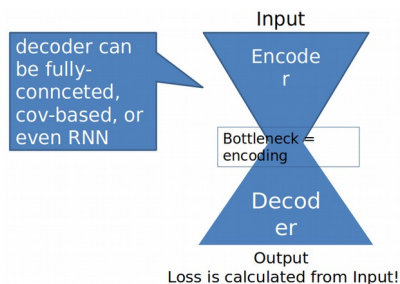 Input
decoder can
be fully-
conncected,
cov-based, or
even RNN
Encode
r
Bottleneck =
encoding
Decod
er
Output
Loss is calculated from Input!